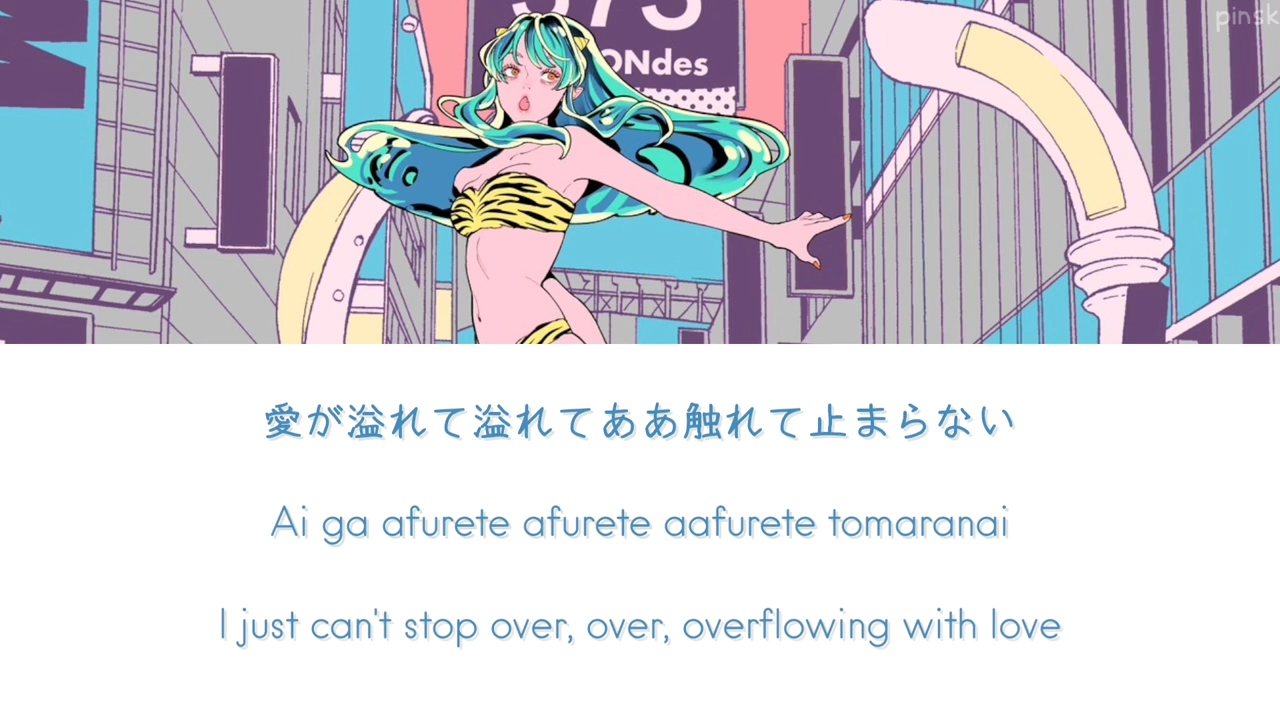 pinsk
573
ONdes
愛が溢れて溢れてああ触れて止まらない
Ai ga afurete afurete aafurete tomaranai
I just can't stop over, over, overflowing with love